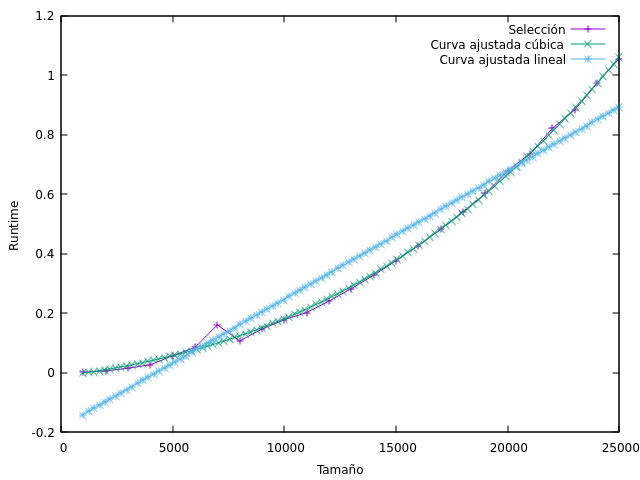 1.2
1
0.8
0.6
0.4
0.2
0
-0.2
0
5000
10000
15000
20000
25000
Runtime
Tamaño
Selección
Curva ajustada cúbica
Curva ajustada lineal